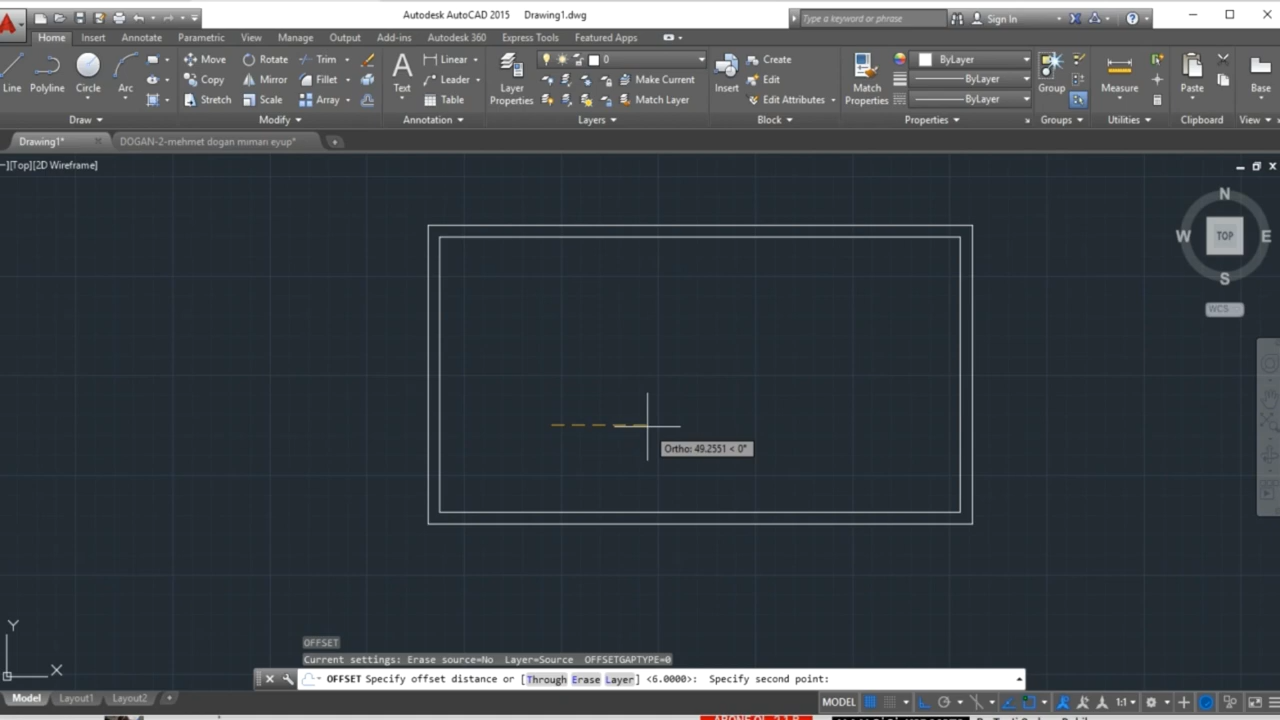 Autodesk AutoCAD 2015 Drawing1.dwg
Type a keyword or phrase
Sign In
Home Insert Annotate Parametric View Manage Output Add-ins Autodesk 360 Express Tools Featured Apps
Line Polyline Circle Arc
Move Rotate Trim
Copy Mirror Fillet
Stretch Scale Array
Text
Linear
Leader
Table
Layer
Properties
0
Make Current
Match Layer
Insert
Create
Edit
Edit Attributes
Match
Properties
ByLayer
ByLayer
ByLayer
Group
Measure
Paste
Base
Draw Modify Annotation Layers Block Properties Groups Utilities Clipboard View
Drawing1* DOGAN-2-mehmet dogan mimari eyup*
][Top][2D Wireframe]
N
W TOP E
S
WCS
Ortho: 49.2551 < 0°
Y
X
OFFSET
Current settings: Erase source=No Layer=Source OFFSETGAPTYPE=0
OFFSET Specify offset distance or [Through Erase Layer] <6.0000>: Specify second point:
Model Layout1 Layout2
MODEL 1:1